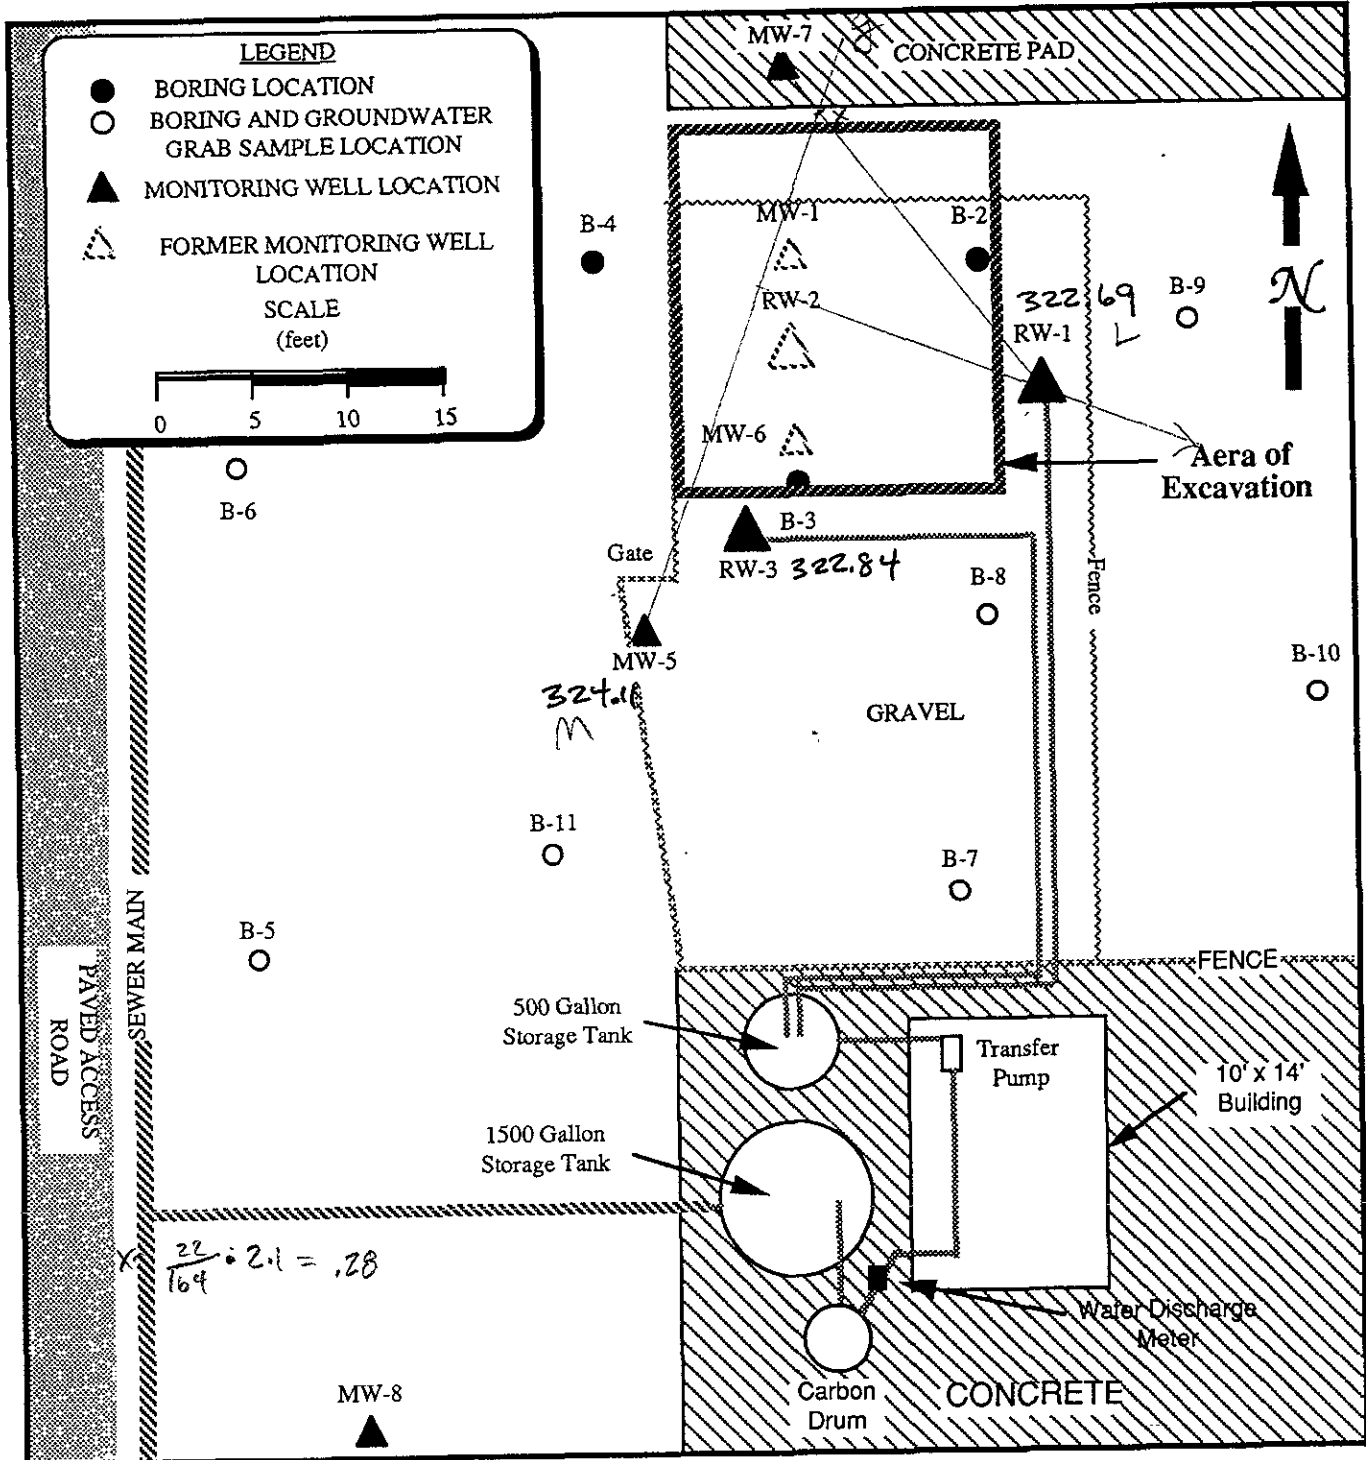 LEGEND
BORING LOCATION
BORING AND GROUNDWATER
GRAB SAMPLE LOCATION
MONITORING WELL LOCATION
FORMER MONITORING WELL
LOCATION
SCALE
(feet)
0 5 10 15
MW-7
CONCRETE PAD
B-4
MW-1
B-2
RW-2
322.69
L
B-9
N
RW-1
MW-6
Aera of
Excavation
B-6
B-3
Gate
RW-3 322.84
B-8
Fence
MW-5
324.11
M
B-10
GRAVEL
B-11
B-7
B-5
SEWER MAIN
PAVED ACCESS
ROAD
FENCE
500 Gallon
Storage Tank
Transfer
Pump
10' x 14'
Building
1500 Gallon
Storage Tank
22/164 · 2.1 = .28
Water Discharge
Meter
MW-8
Carbon
Drum
CONCRETE